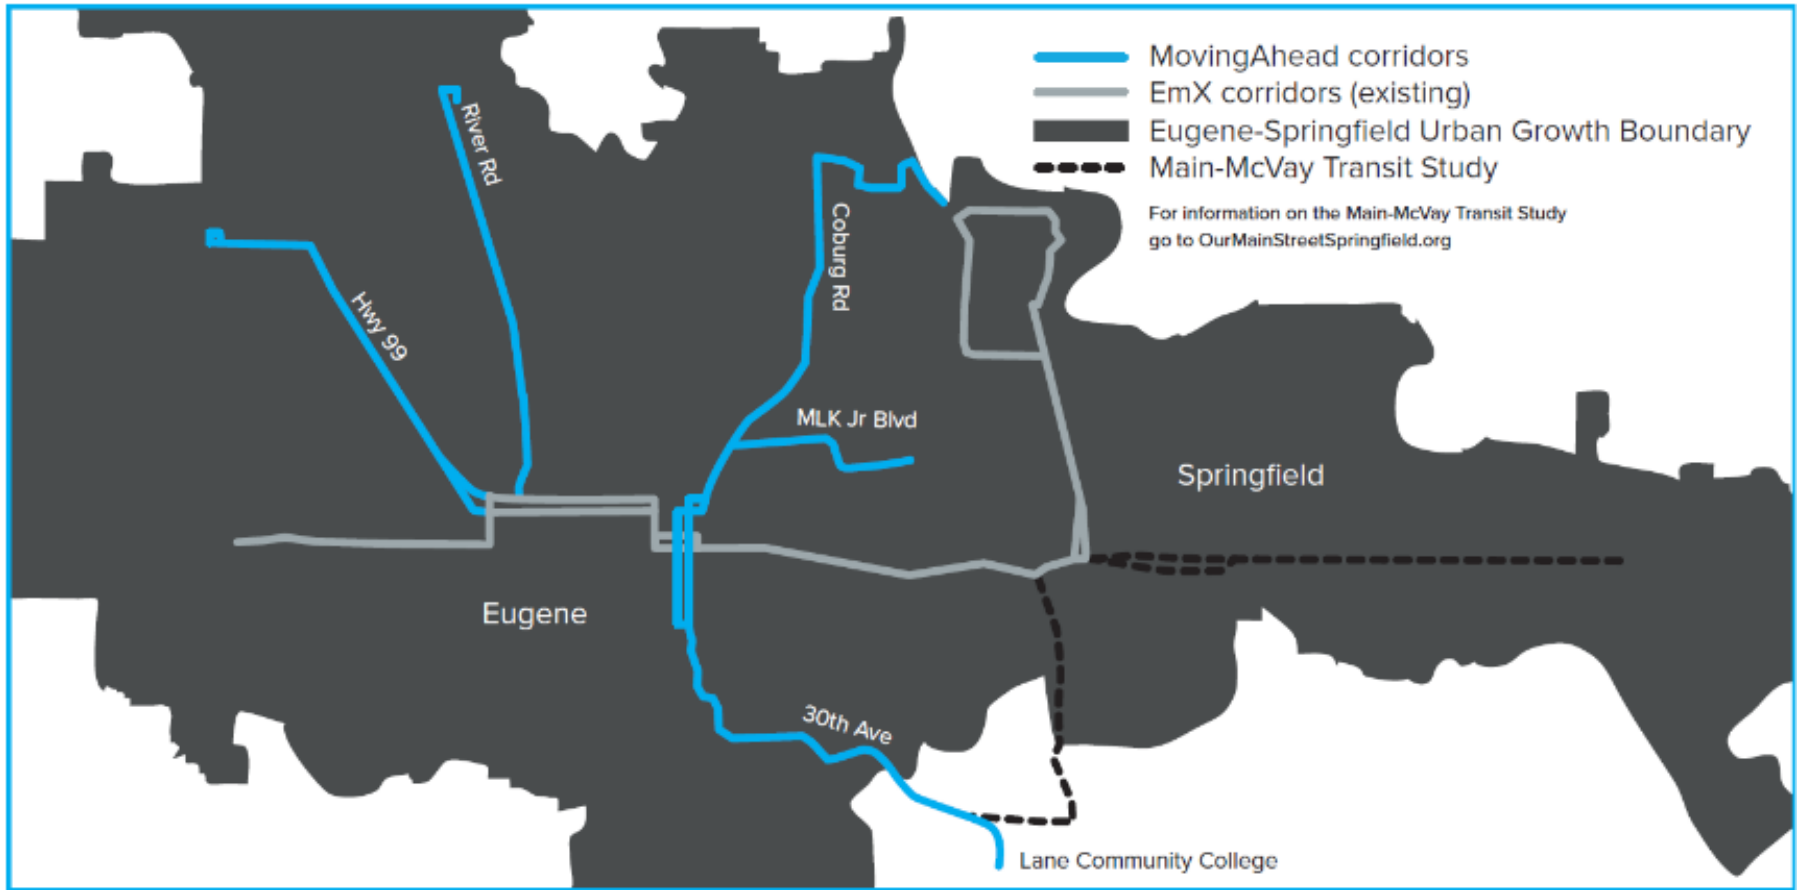 MovingAhead corridors
EmX corridors (existing)
Eugene-Springfield Urban Growth Boundary
Main-McVay Transit Study
For information on the Main-McVay Transit Study
go to OurMainStreetSpringfield.org
River Rd
Coburg Rd
Hwy 99
MLK Jr Blvd
Springfield
Eugene
30th Ave
Lane Community College